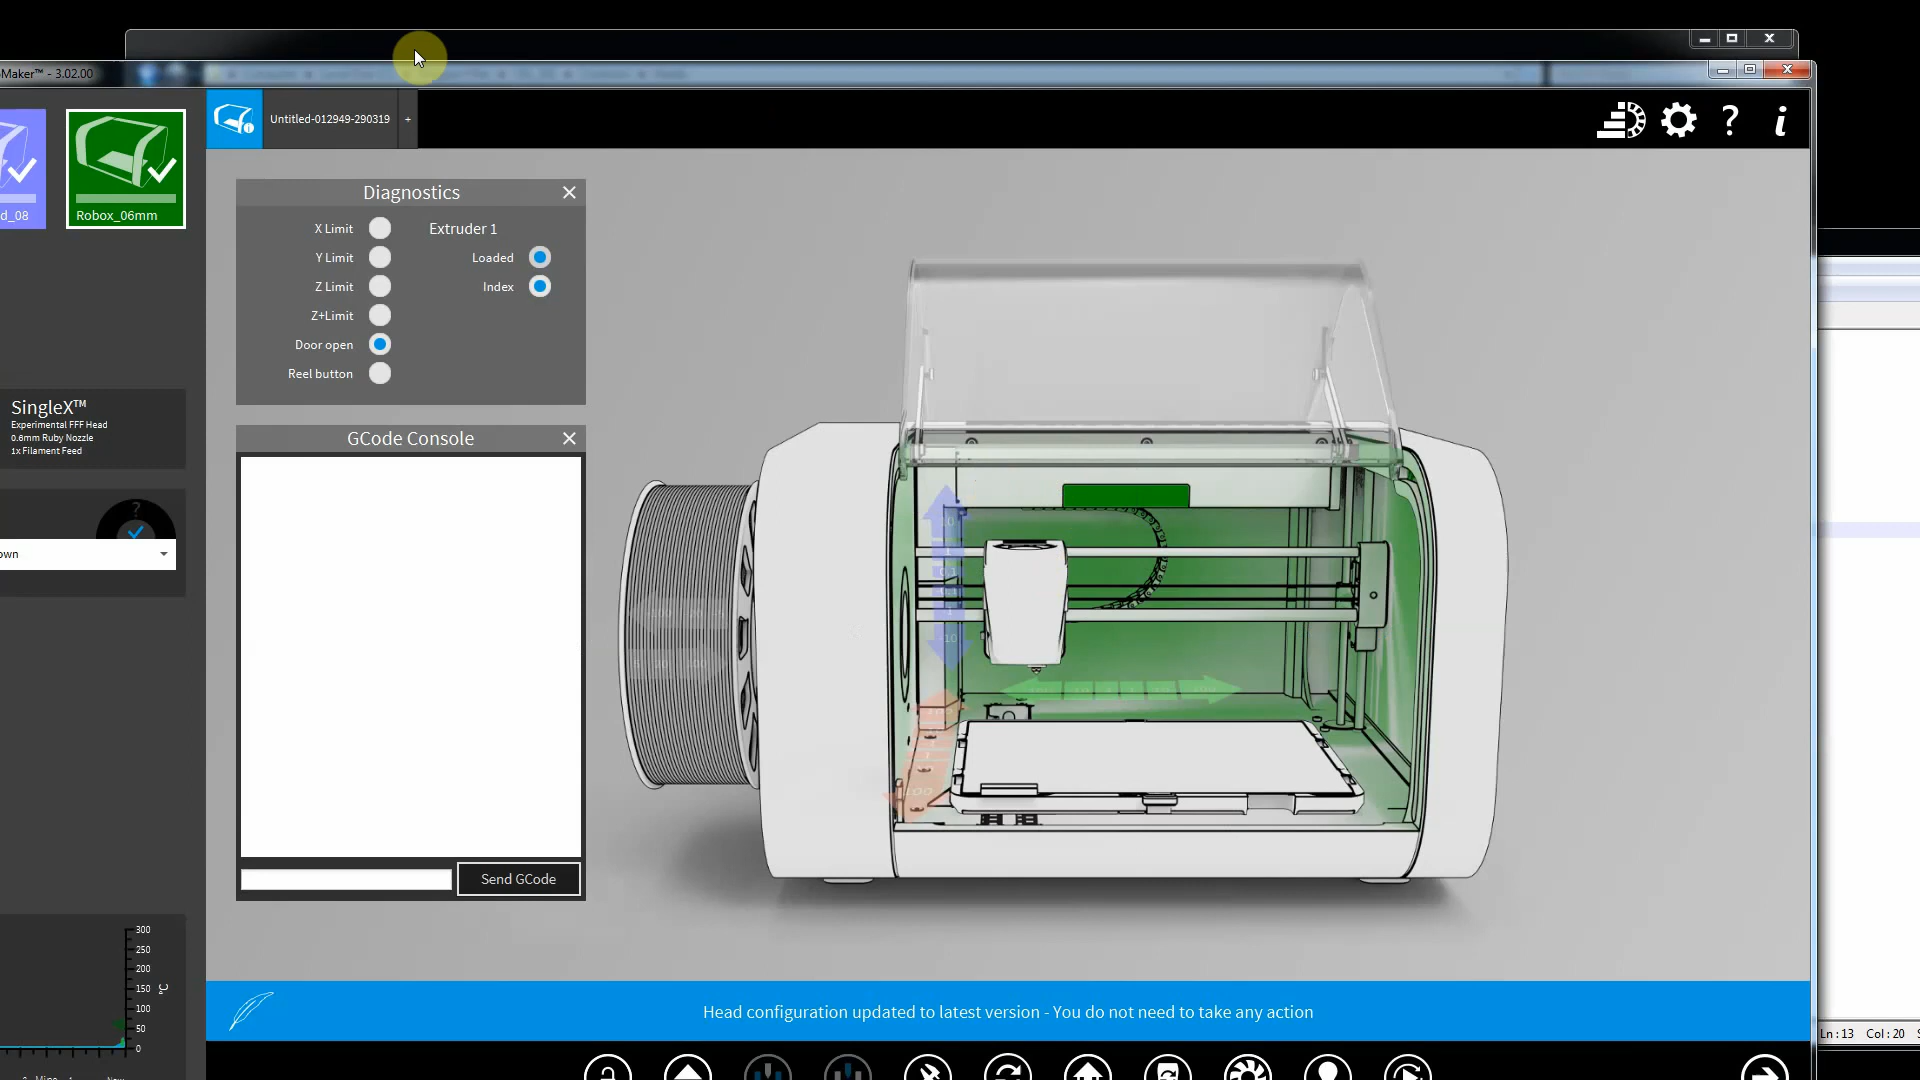 Maker™ - 3.02.00
Untitled-012949-290319
+
?
i
d_08
Robox_06mm
Diagnostics
X Limit
Extruder 1
Y Limit
Loaded
Z Limit
Index
Z+Limit
Door open
Reel button
SingleX™
Experimental FFF Head
0.6mm Ruby Nozzle
1x Filament Feed
GCode Console
?
own
Send GCode
300
250
200
150
100
50
0
°C
Head configuration updated to latest version - You do not need to take any action
Ln : 13 Col : 20